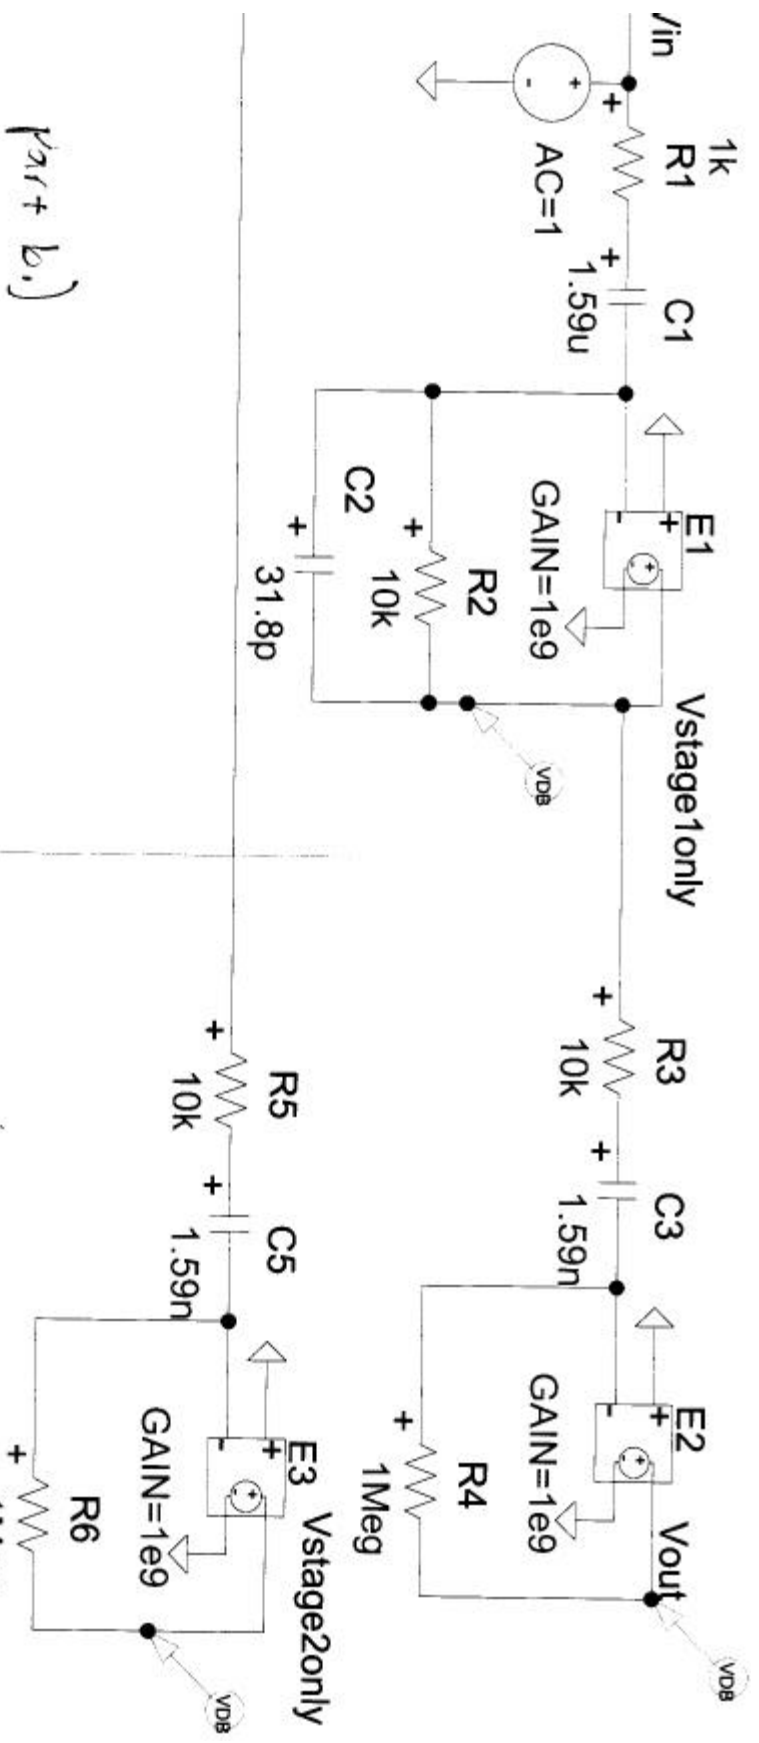 Vin
1k
R1
AC=1
+
-
+
+
C1
1.59u
E1
+
-
GAIN=1e9
C2
+
31.8p
R2
+
10k
Vstage1only
VDB
R3
+
10k
C3
+
1.59n
E2
+
-
GAIN=1e9
R4
+
1Meg
Vout
VDB
R5
+
10k
C5
+
1.59n
E3
+
-
GAIN=1e9
R6
+
Vstage2only
VDB
Part b.)